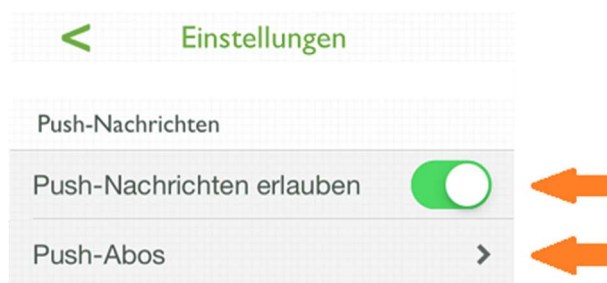 Einstellungen
Push-Nachrichten
Push-Nachrichten erlauben
Push-Abos